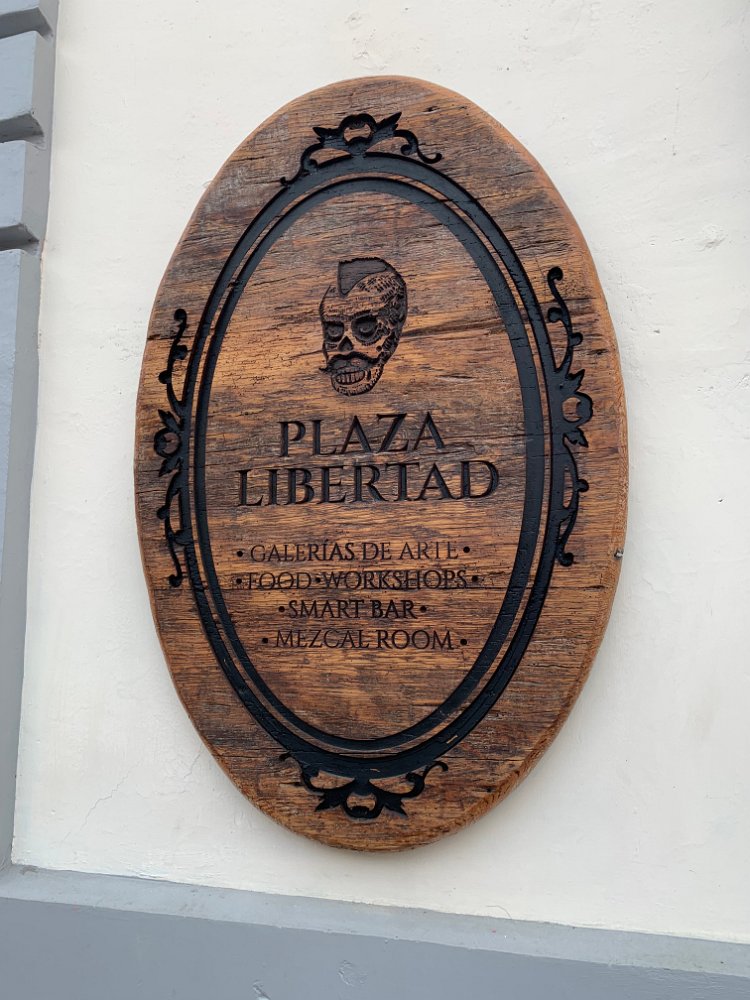 PLAZA
LIBERTAD
• GALERÍAS DE ARTE •
• FOOD • WORKSHOPS •
• SMART BAR •
• MEZCAL ROOM •